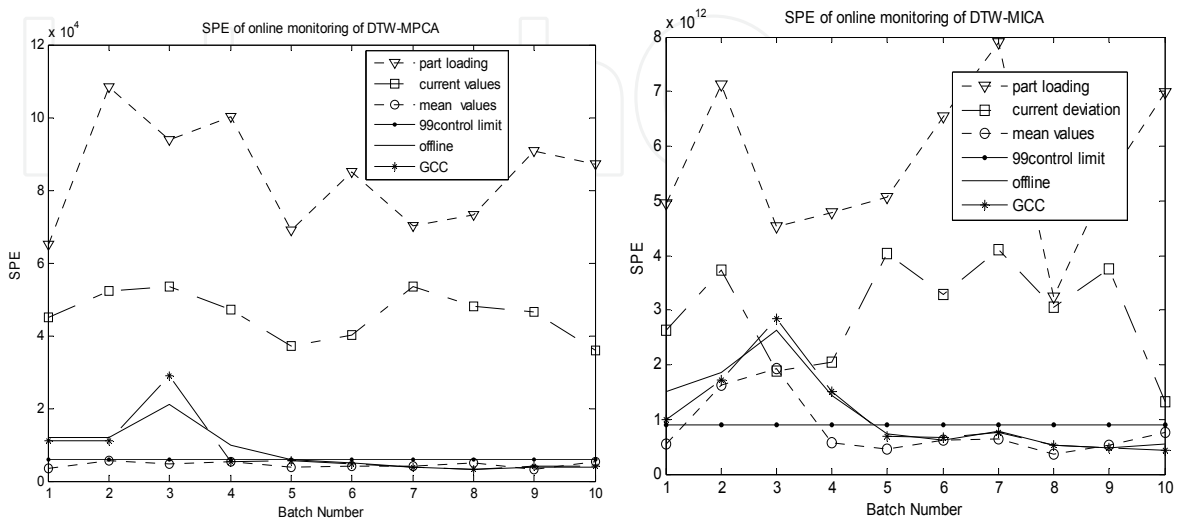 SPE of online monitoring of DTW-MPCA
x 10^4
12
10
8
6
4
2
0
SPE
part loading
current values
mean values
99control limit
offline
GCC
1 2 3 4 5 6 7 8 9 10
Batch Number
SPE of online monitoring of DTW-MICA
x 10^12
8
7
6
5
4
3
2
1
0
SPE
part loading
current deviation
mean values
99control limit
offline
GCC
1 2 3 4 5 6 7 8 9 10
Batch Number